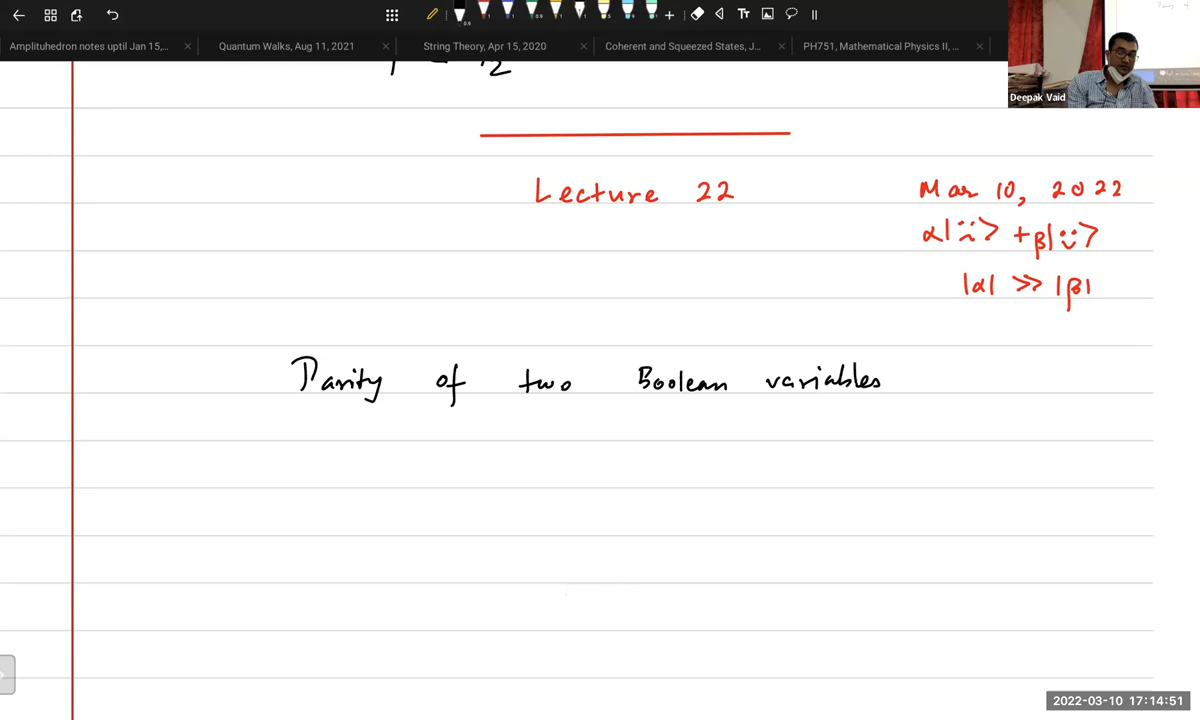 Amplituhedron notes uptil Jan 15,...
Quantum Walks, Aug 11, 2021
String Theory, Apr 15, 2020
Coherent and Squeezed States, J...
PH751, Mathematical Physics II, ...
Deepak Vaid
Lecture 22
Mar 10, 2022
α|☹> + β|☺>
|α| ≫ |β|
Parity of two Boolean variables
2022-03-10 17:14:51